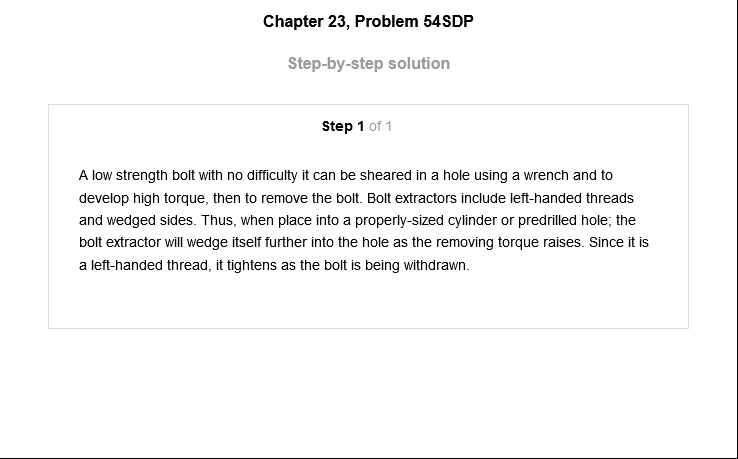 Chapter 23, Problem 54SDP
Step-by-step solution
Step 1 of 1
A low strength bolt with no difficulty it can be sheared in a hole using a wrench and to
develop high torque, then to remove the bolt. Bolt extractors include left-handed threads
and wedged sides. Thus, when place into a properly-sized cylinder or predrilled hole; the
bolt extractor will wedge itself further into the hole as the removing torque raises. Since it is
a left-handed thread, it tightens as the bolt is being withdrawn.